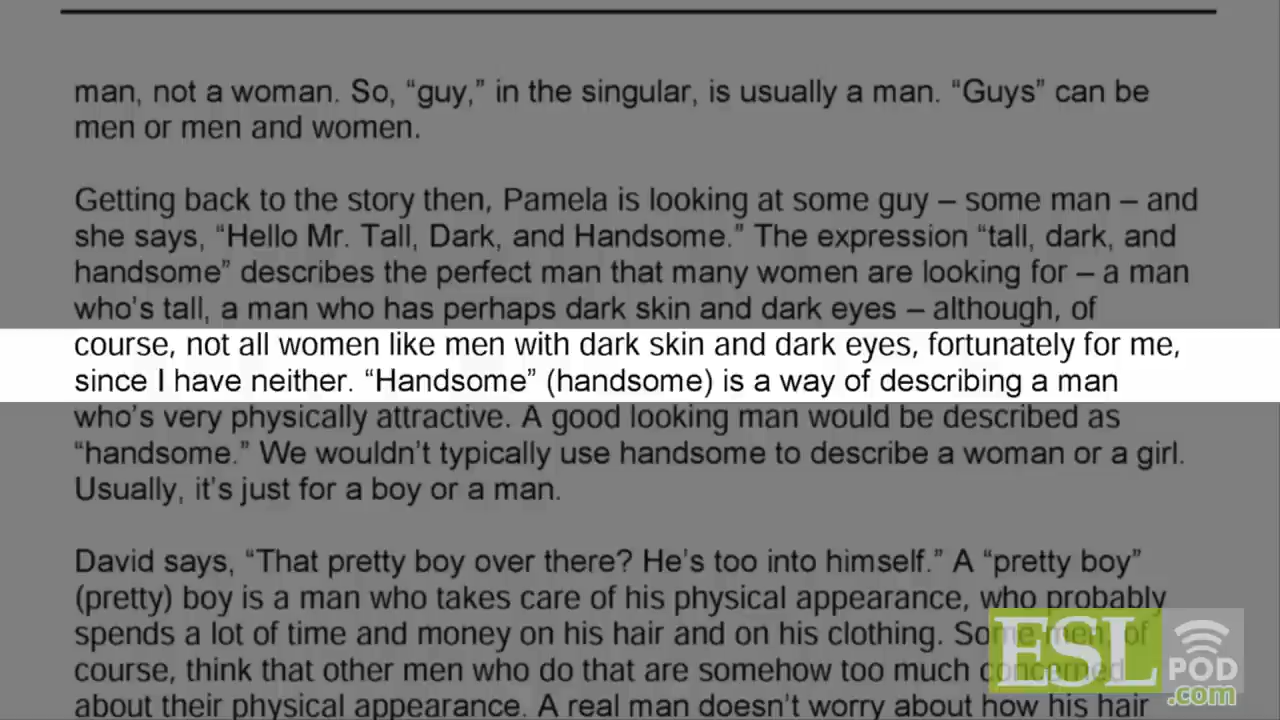 man, not a woman. So, “guy,” in the singular, is usually a man. “Guys” can be
men or men and women.
Getting back to the story then, Pamela is looking at some guy – some man – and
she says, “Hello Mr. Tall, Dark, and Handsome.” The expression “tall, dark, and
handsome” describes the perfect man that many women are looking for – a man
who’s tall, a man who has perhaps dark skin and dark eyes – although, of
course, not all women like men with dark skin and dark eyes, fortunately for me,
since I have neither. “Handsome” (handsome) is a way of describing a man
who’s very physically attractive. A good looking man would be described as
“handsome.” We wouldn’t typically use handsome to describe a woman or a girl.
Usually, it’s just for a boy or a man.
David says, “That pretty boy over there? He’s too into himself.” A “pretty boy”
(pretty) boy is a man who takes care of his physical appearance, who probably
spends a lot of time and money on his hair and on his clothing. Some men, of
course, think that other men who do that are somehow too much concerned
about their physical appearance. A real man doesn’t worry about how his hair
ESL POD .com